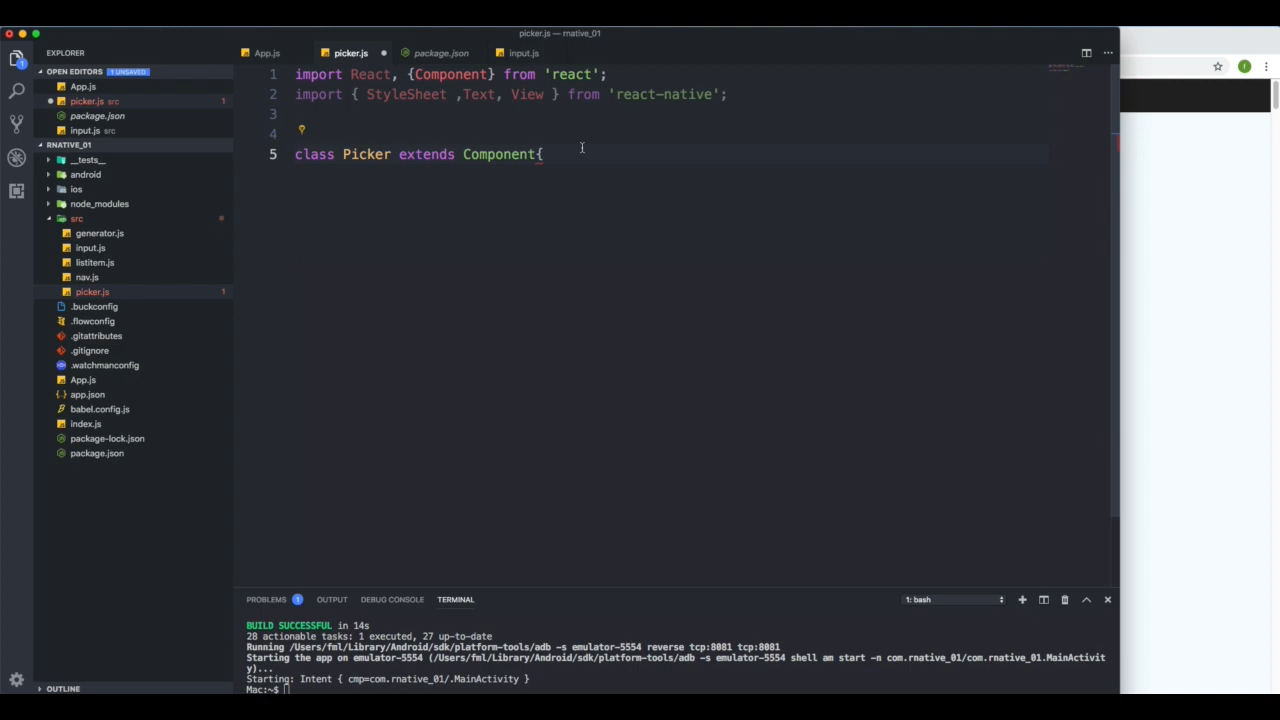 picker.js — rnative_01
EXPLORER
OPEN EDITORS 1 UNSAVED
App.js
picker.js src 1
package.json
input.js src
RNATIVE_01
__tests__
android
ios
node_modules
src
generator.js
input.js
listitem.js
nav.js
picker.js 1
.buckconfig
.flowconfig
.gitattributes
.gitignore
.watchmanconfig
App.js
app.json
babel.config.js
index.js
package-lock.json
package.json
OUTLINE
1
App.js picker.js package.json input.js
1 import React, {Component} from 'react';
2 import { StyleSheet ,Text, View } from 'react-native';
3
4
5 class Picker extends Component{
PROBLEMS 1 OUTPUT DEBUG CONSOLE TERMINAL 1: bash
BUILD SUCCESSFUL in 14s
28 actionable tasks: 1 executed, 27 up-to-date
Running /Users/fml/Library/Android/sdk/platform-tools/adb -s emulator-5554 reverse tcp:8081 tcp:8081
Starting the app on emulator-5554 (/Users/fml/Library/Android/sdk/platform-tools/adb -s emulator-5554 shell am start -n com.rnative_01/com.rnative_01.MainActivit
y)...
Starting: Intent { cmp=com.rnative_01/.MainActivity }
Mac:~$